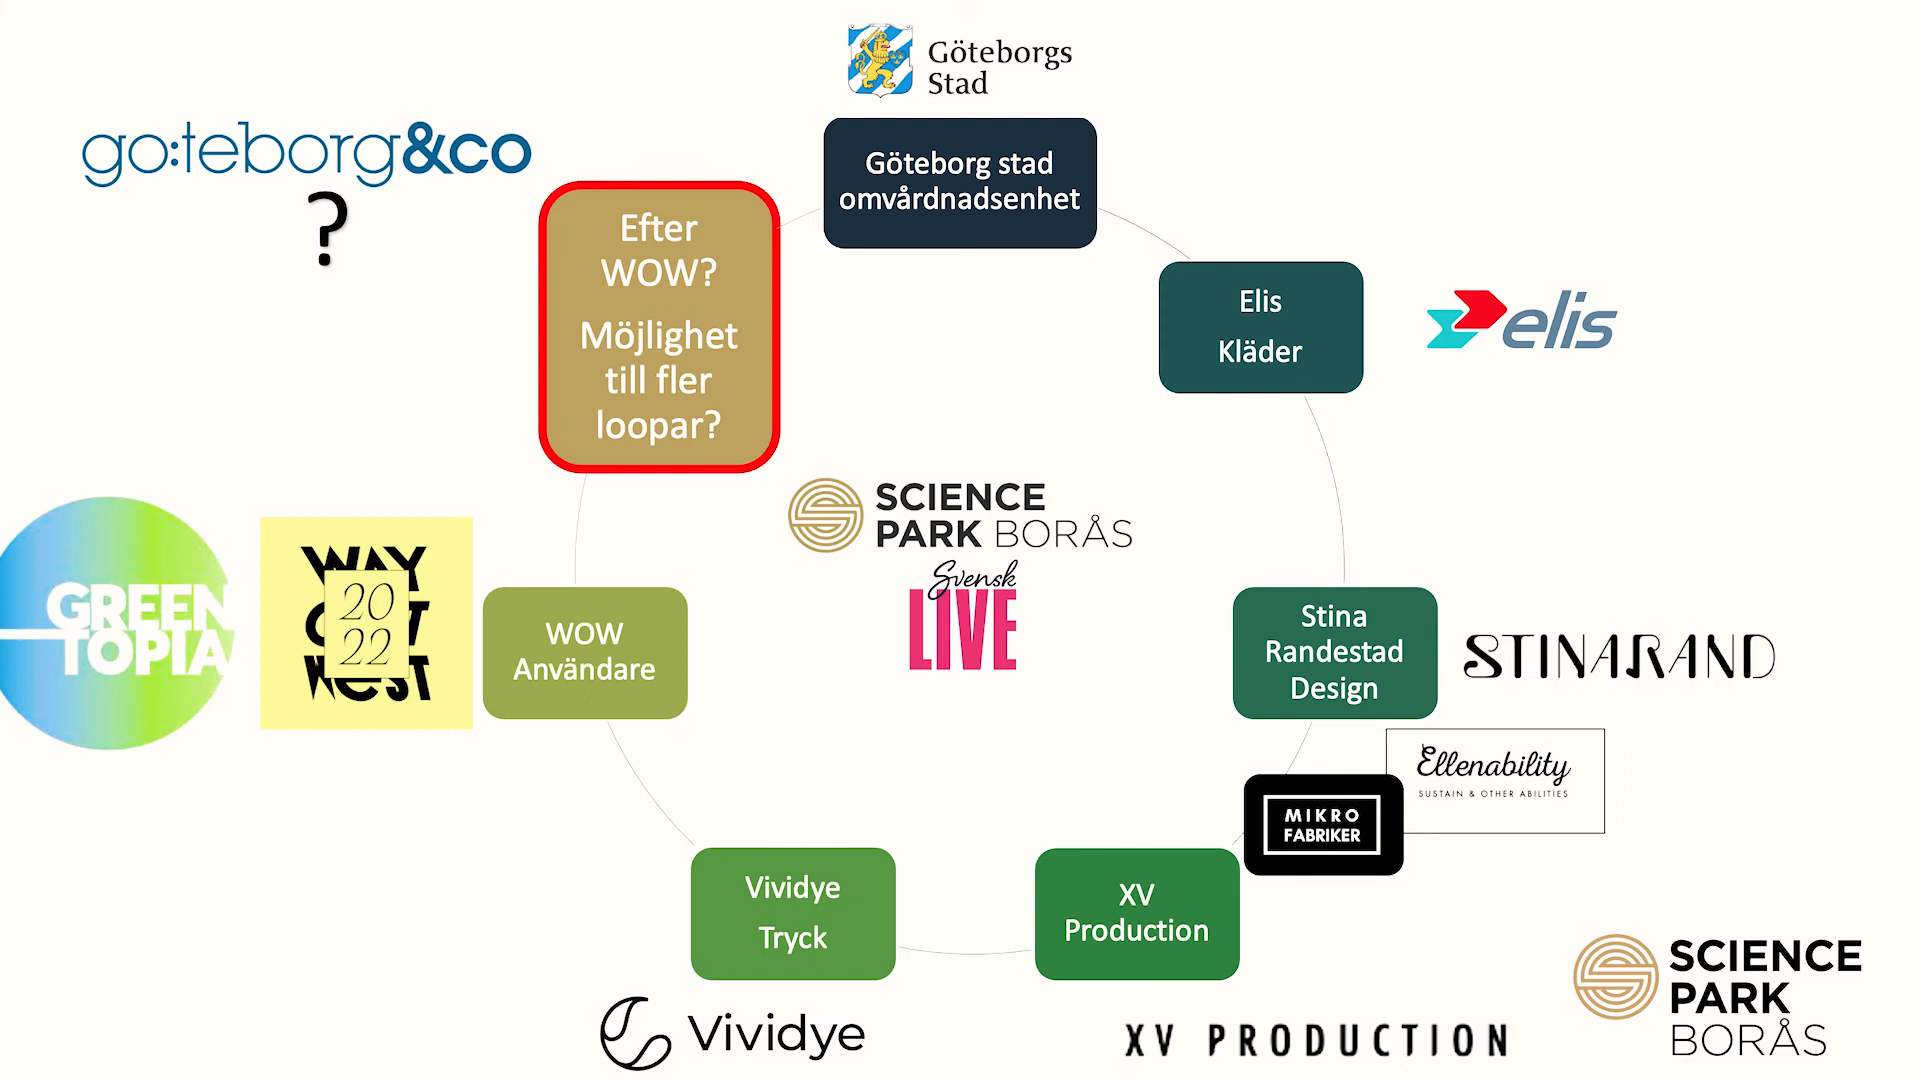 Göteborgs
Stad
go:teborg&co
?
Göteborg stad
omvårdnadsenhet
Efter
WOW?
Möjlighet
till fler
loopar?
Elis
Kläder
elis
SCIENCE
PARK BORÅS
Svensk
LIVE
GREEN
TOPIA
WAY
OUT
WEST
20
22
WOW
Användare
Stina
Randestad
Design
STINARAND
Ellenability
SUSTAIN & OTHER ABILITIES
MIKRO
FABRIKER
Vividye
Tryck
XV
Production
Vividye
XV PRODUCTION
SCIENCE
PARK
BORÅS